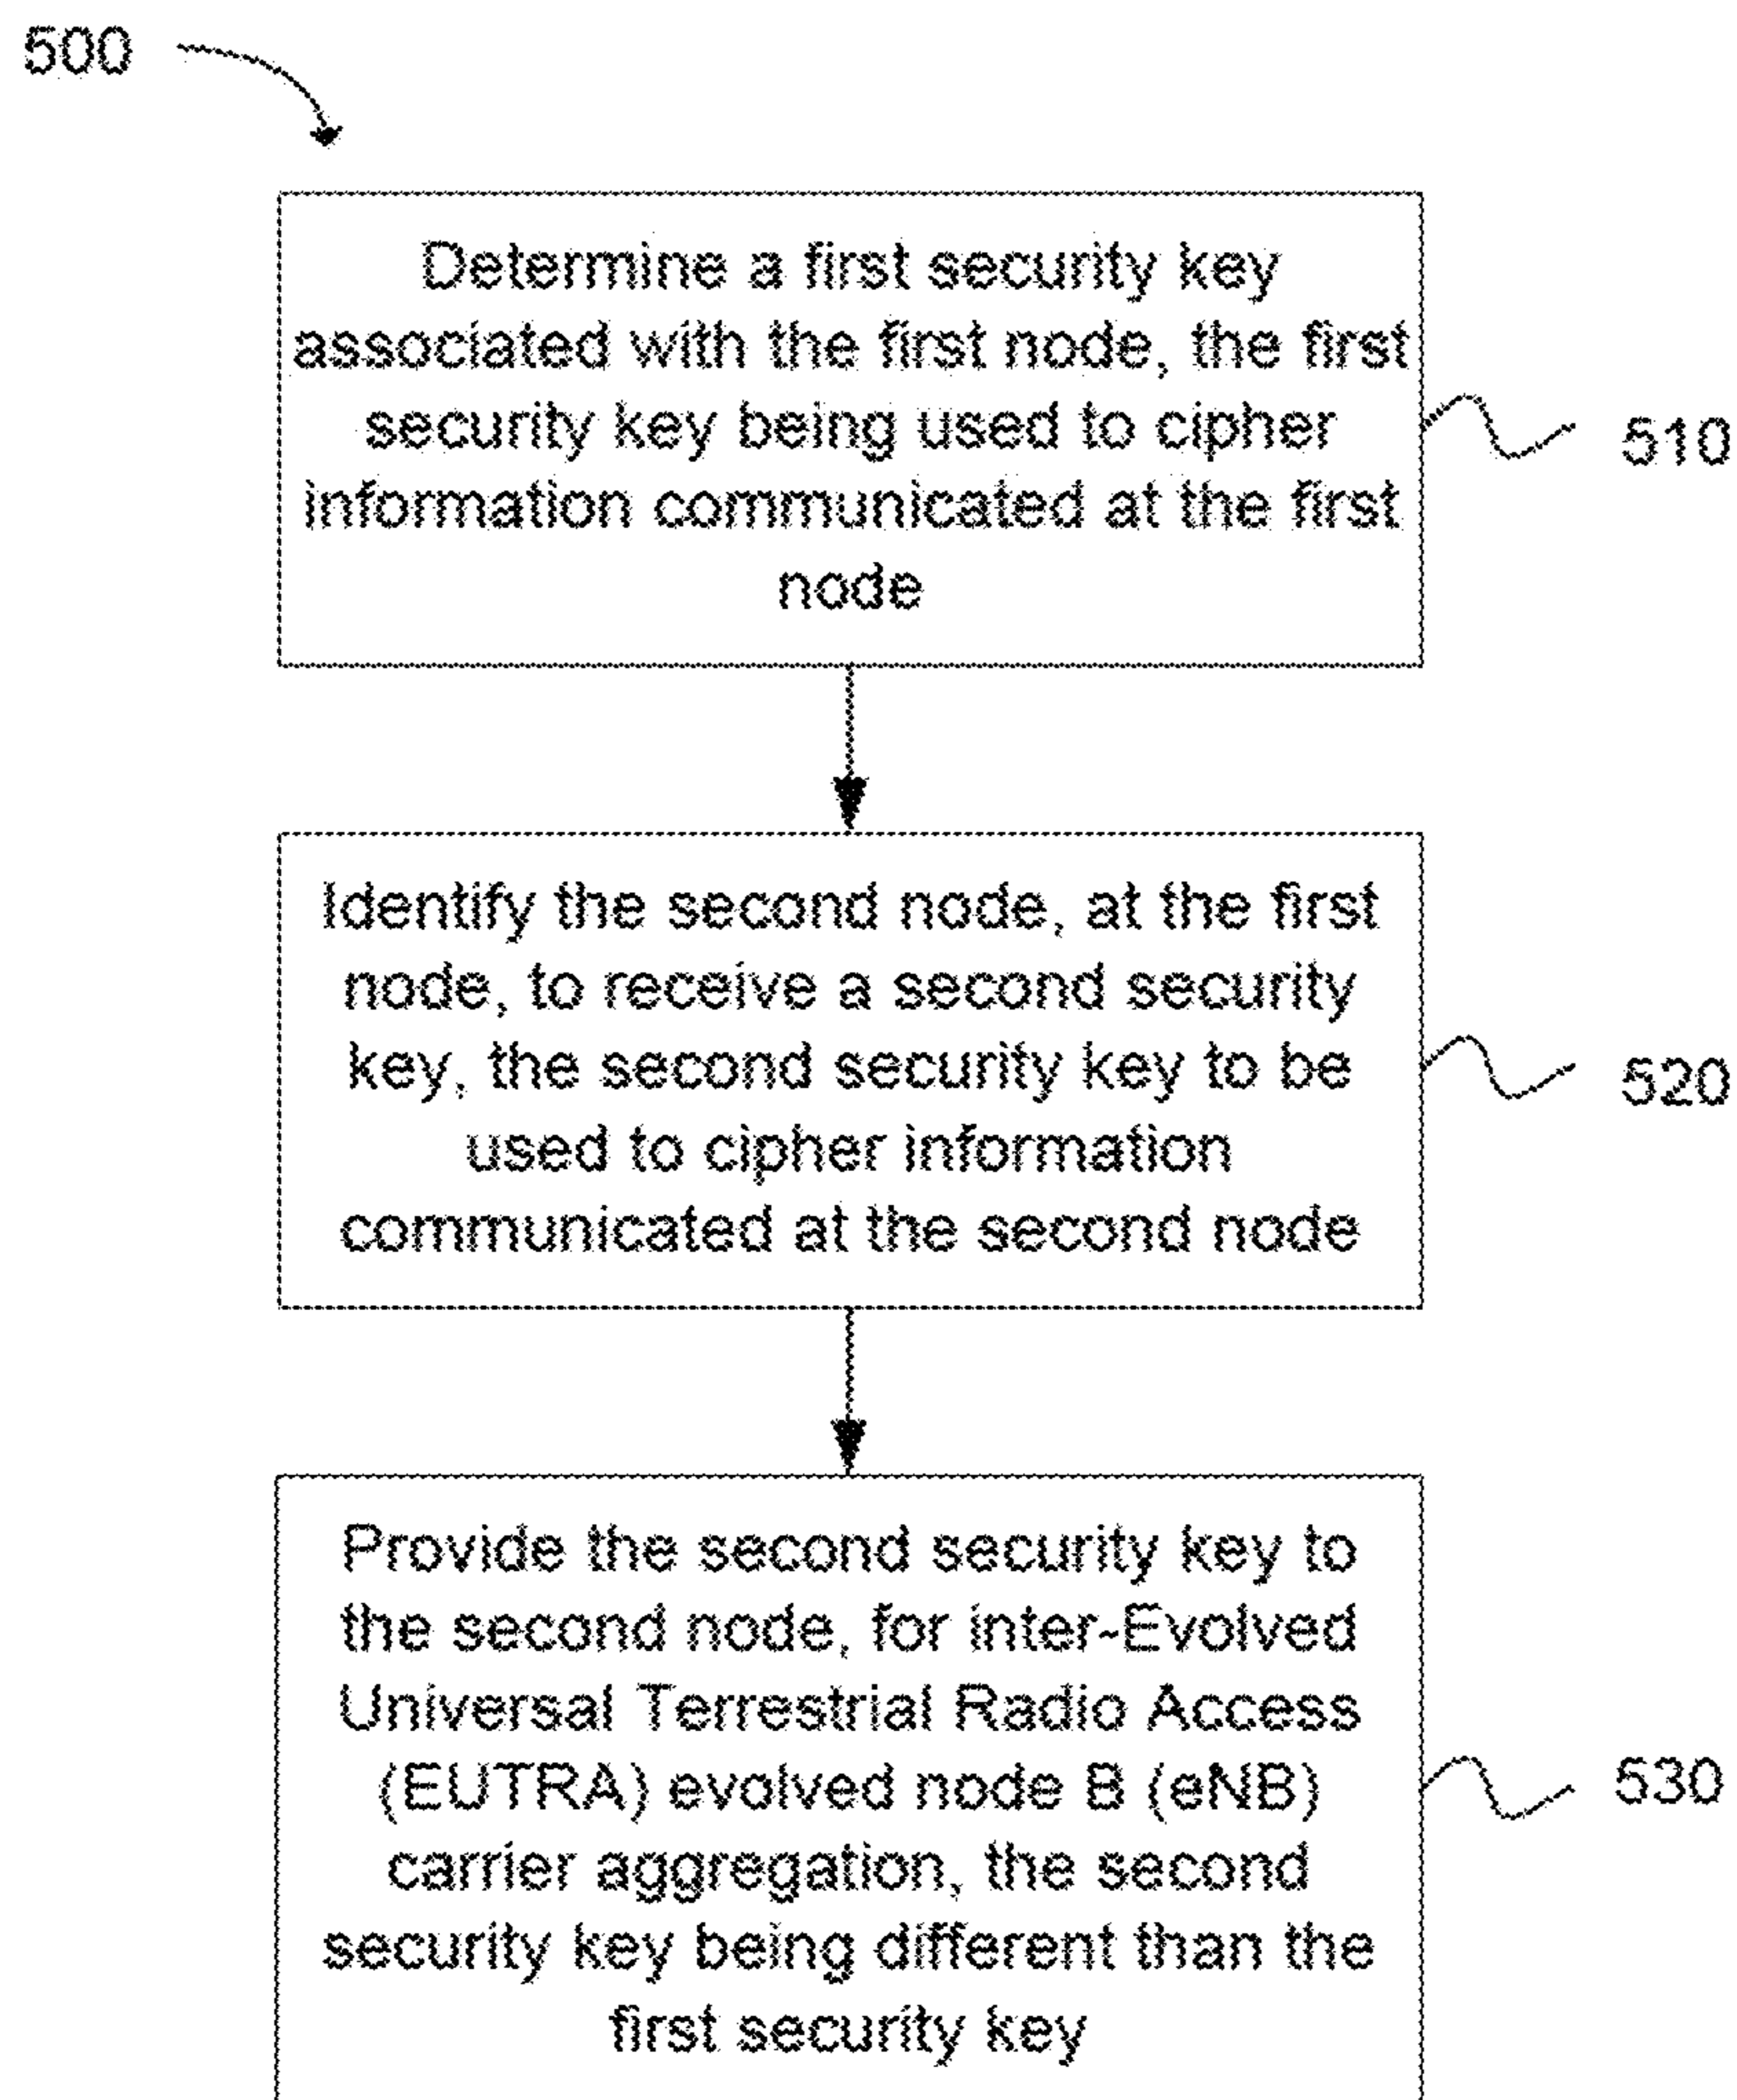 500
Determine a first security key
associated with the first node, the first
security key being used to cipher
information communicated at the first
node
510
Identify the second node, at the first
node, to receive a second security
key, the second security key to be
used to cipher information
communicated at the second node
520
Provide the second security key to
the second node, for inter-Evolved
Universal Terrestrial Radio Access
(EUTRA) evolved node B (eNB)
carrier aggregation, the second
security key being different than the
first security key
530